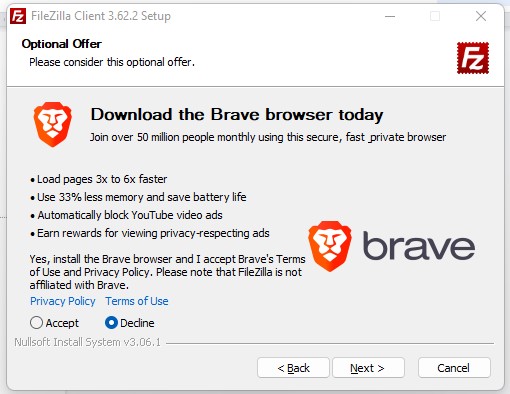 FileZilla Client 3.62.2 Setup
Optional Offer
Please consider this optional offer.
Fz
Download the Brave browser today
Join over 50 million people monthly using this secure, fast ,private browser
• Load pages 3x to 6x faster
• Use 33% less memory and save battery life
• Automatically block YouTube video ads
• Earn rewards for viewing privacy-respecting ads
brave
Yes, install the Brave browser and I accept Brave's Terms
of Use and Privacy Policy. Please note that FileZilla is not
affiliated with Brave.
Privacy Policy Terms of Use
Accept Decline
Nullsoft Install System v3.06.1
< Back Next > Cancel